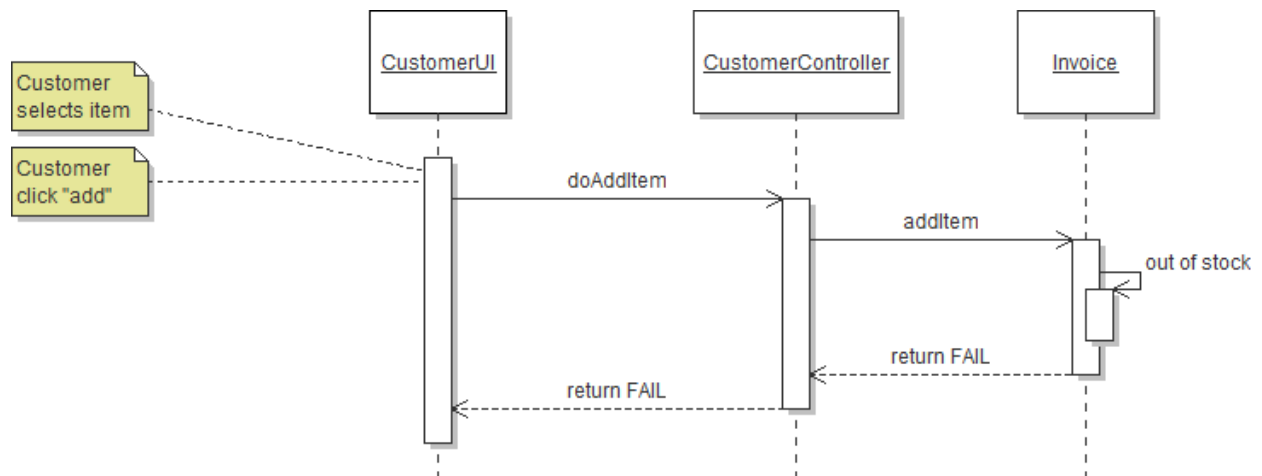 CustomerUI
CustomerController
Invoice
Customer
selects item
Customer
click "add"
doAddItem
addItem
out of stock
return FAIL
return FAIL